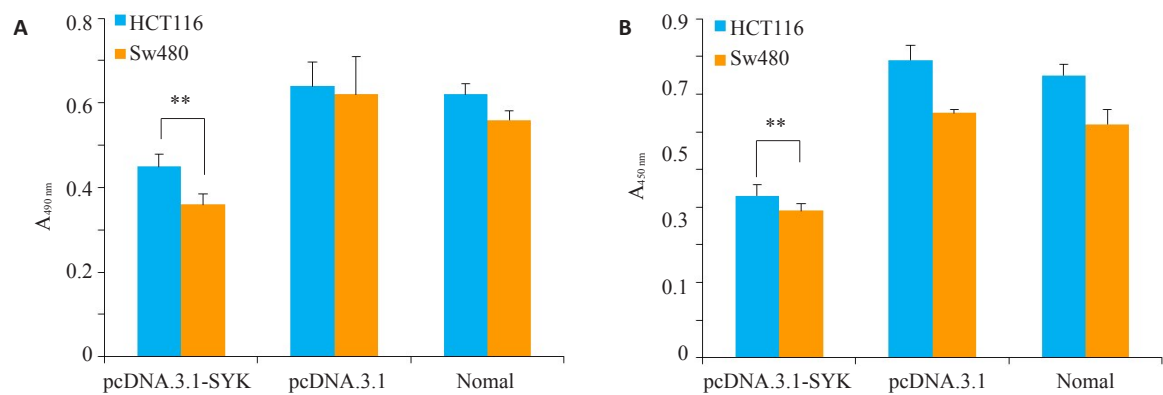 A
HCT116
Sw480
0.8
0.6
0.4
0.2
0
A490 nm
**
pcDNA.3.1-SYK
pcDNA.3.1
Nomal
B
HCT116
Sw480
0.9
0.7
0.5
0.3
0.1
0
A450 nm
**
pcDNA.3.1-SYK
pcDNA.3.1
Nomal